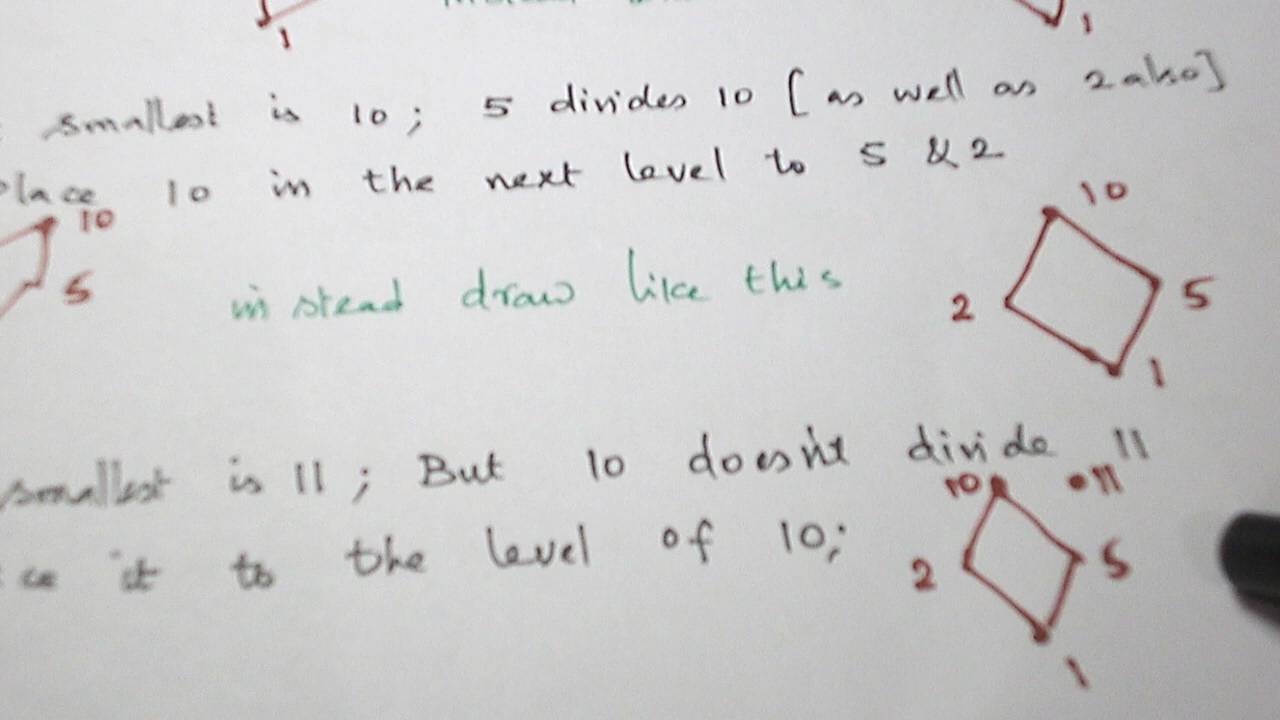 1 1
smallest is 10; 5 divides 10 [as well as 2 also]
place 10 in the next level to 5 & 2
10 10
5 instead draw like this 2 5
1
smallest is 11; But 10 doesn't divide 11
10 11
it to the level of 10; 2 5
1